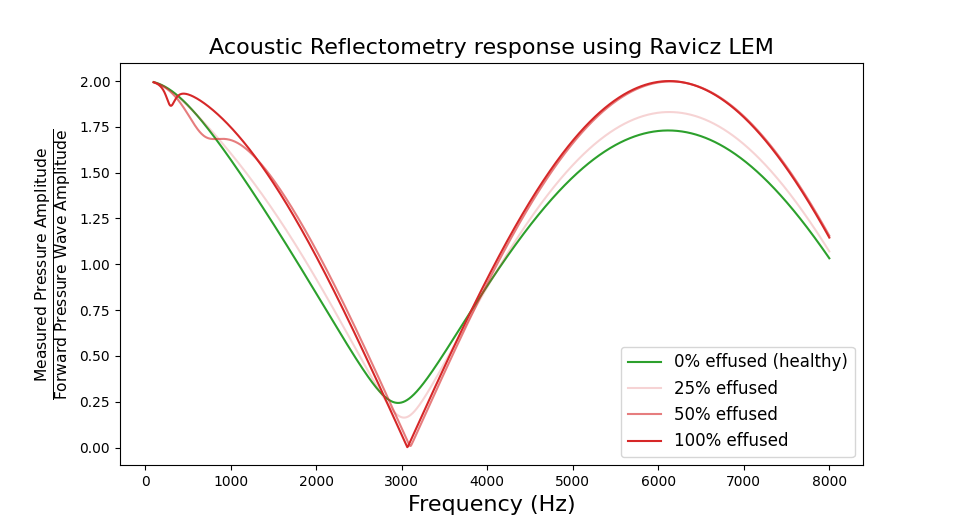 Acoustic Reflectometry response using Ravicz LEM
Measured Pressure Amplitude
Forward Pressure Wave Amplitude
2.00
1.75
1.50
1.25
1.00
0.75
0.50
0.25
0.00
0% effused (healthy)
25% effused
50% effused
100% effused
0 1000 2000 3000 4000 5000 6000 7000 8000
Frequency (Hz)